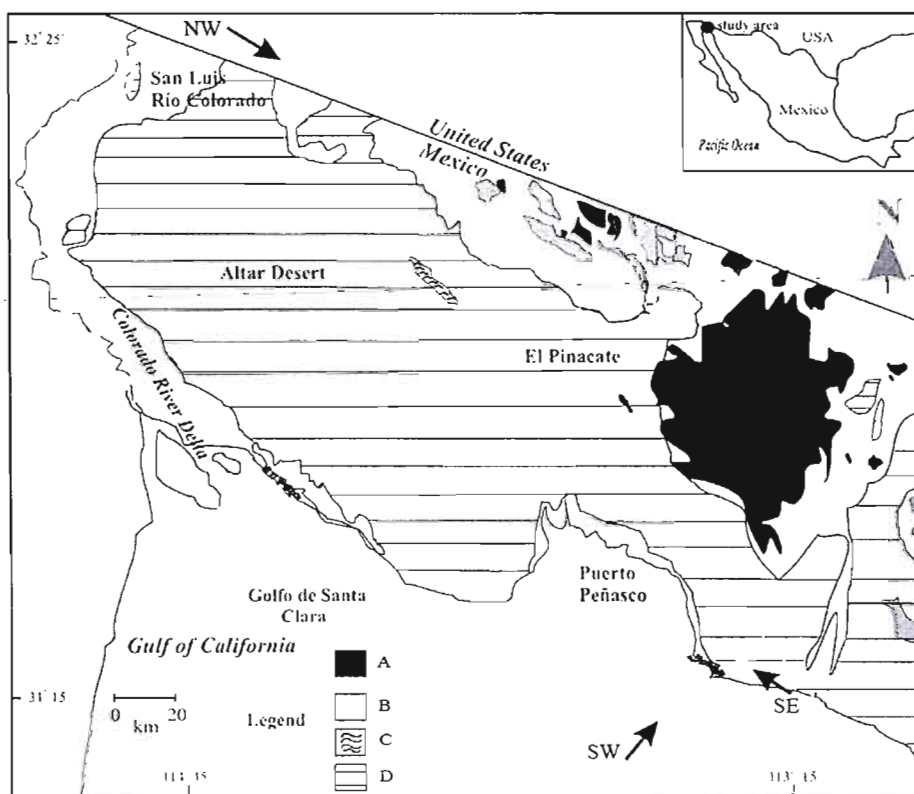 NW
32° 25'
study area
USA
San Luis
Río Colorado
Mexico
Pacific Ocean
United States
Mexico
N
Altar Desert
Colorado River Delta
El Pinacate
Puerto
Peñasco
Golfo de Santa
Clara
Gulf of California
A
31° 15'
B
0 20
km
Legend
C
SE
SW
D
114° 15'
113° 15'